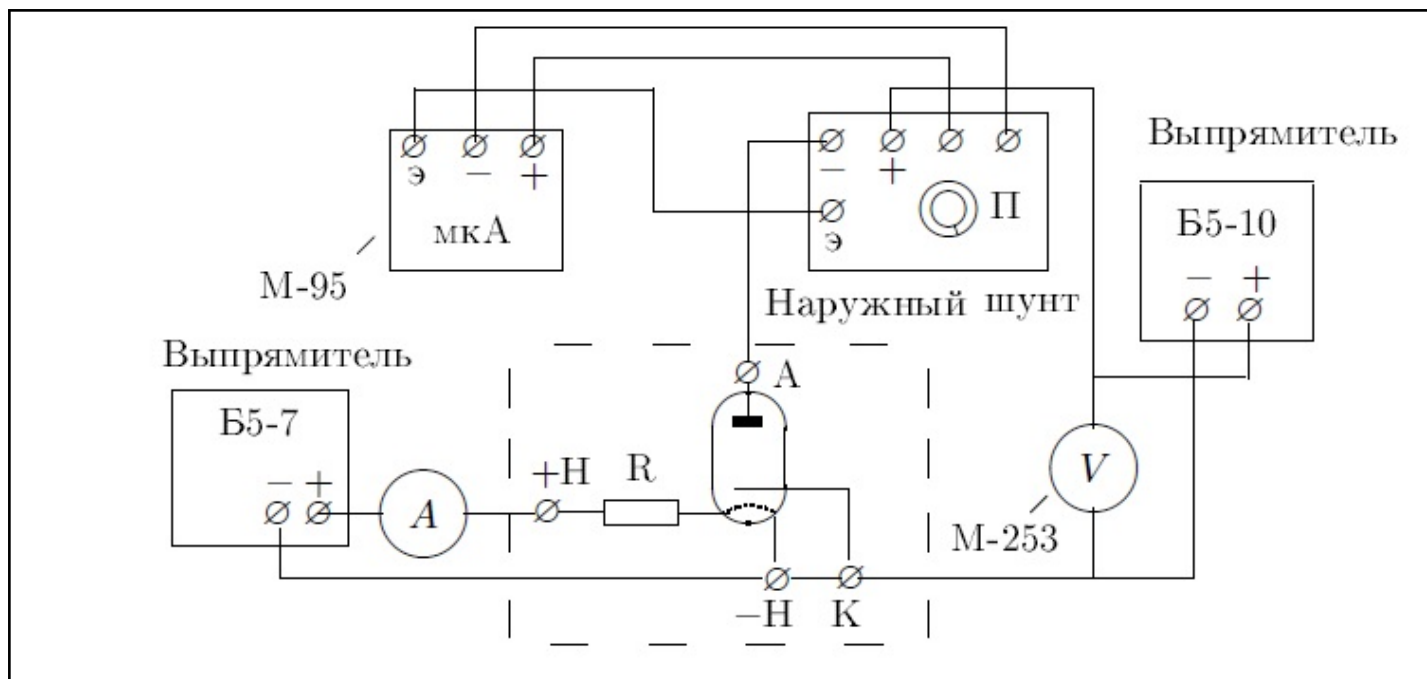 Э − +
мкА
М-95
− +
Э
П
Наружный шунт
Выпрямитель
Б5-10
− +
Выпрямитель
Б5-7
− +
A
+Н
R
А
−Н К
V
М-253